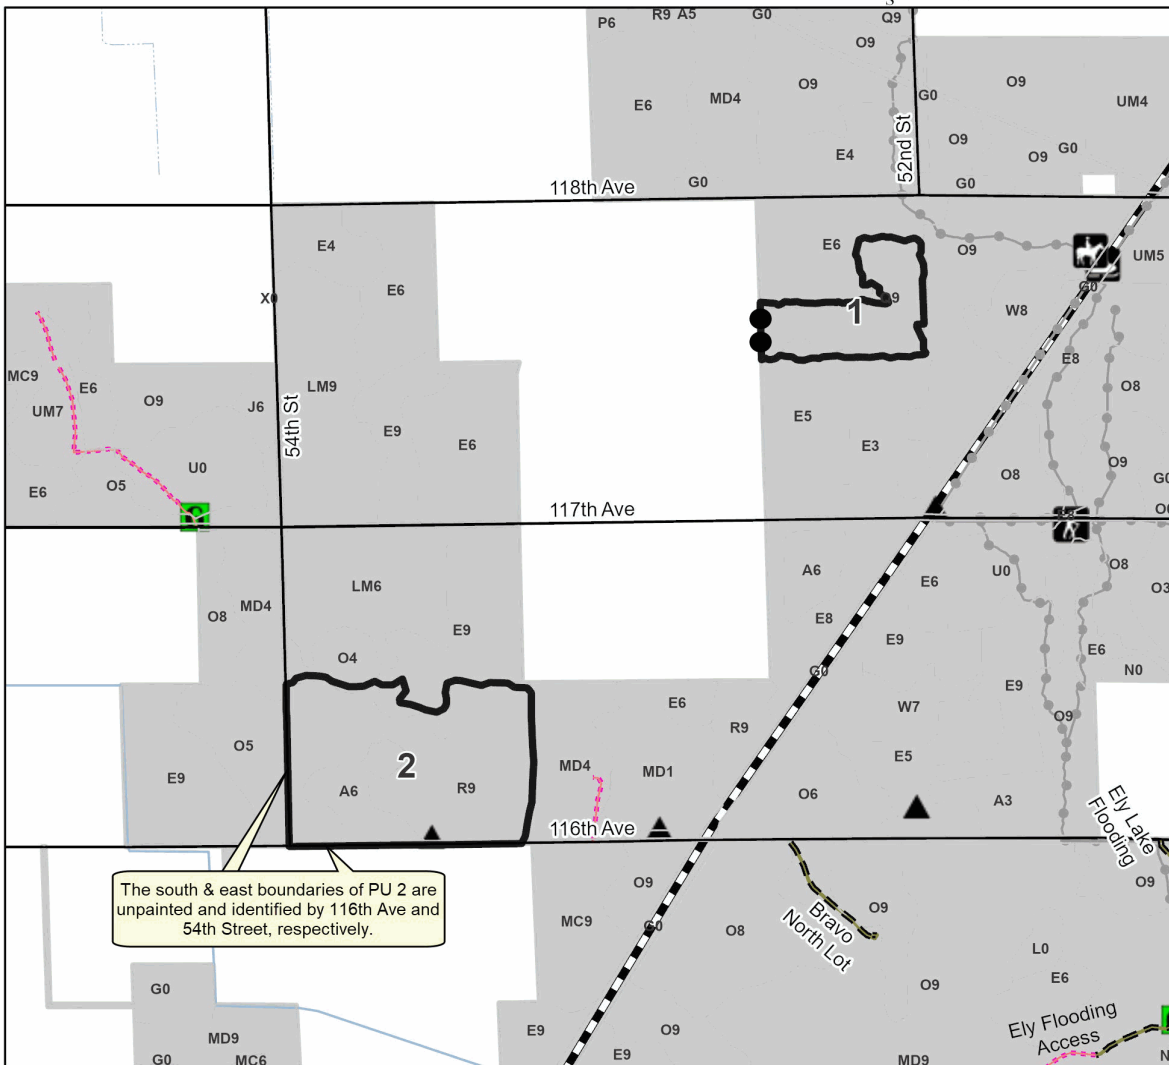 S
P6 R9 A5 G0 Q9
O9
E6 MD4 O9 G0 O9 UM4
52nd St
O9 G0
E4 O9
118th Ave
G0 G0
E4 E6 O9
UM5
X0 E6 O9 G0
1 W8
E8
MC9 E6 LM9 O8
UM7 O9 J6 E5
54th St
E9 E6 E3
U0 O8 O9
E6 O5 G0
117th Ave
A6 E6 U0 O8
LM6 E8 O3
O8 MD4 E9 E9 E6
O4 G0 E9 N0
E6 W7 O9
O5 R9
2 MD4 MD1 E5
E9 A6 R9 O6 A3
116th Ave
Ely Lake
Flooding
The south & east boundaries of PU 2 are
unpainted and identified by 116th Ave and
54th Street, respectively.
O9 O9 O9
MC9 G0 O8
Bravo
North Lot
L0
G0 O9 E6
Ely Flooding
Access
MD9 E9 O9
G0 MC6 E9 MD9